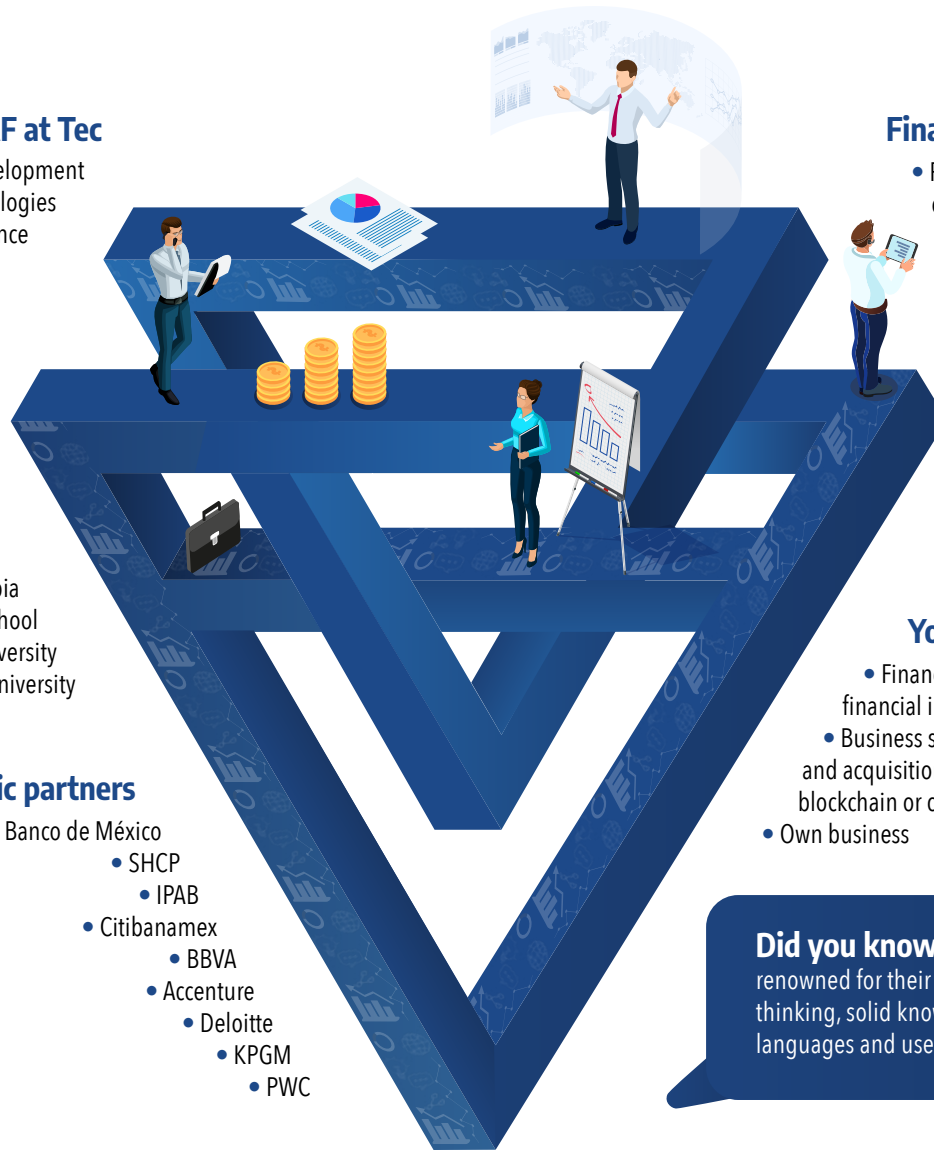 F at Tec
elopment
logies
nce
Fina
•
pia
hool
versity
niversity
ic partners
Banco de México
• SHCP
• IPAB
• Citibanamex
• BBVA
• Accenture
• Deloitte
• KPGM
• PWC
Yo
• Financ
financial i
• Business s
and acquisitio
blockchain or c
• Own business
Did you know
renowned for their
thinking, solid know
languages and use